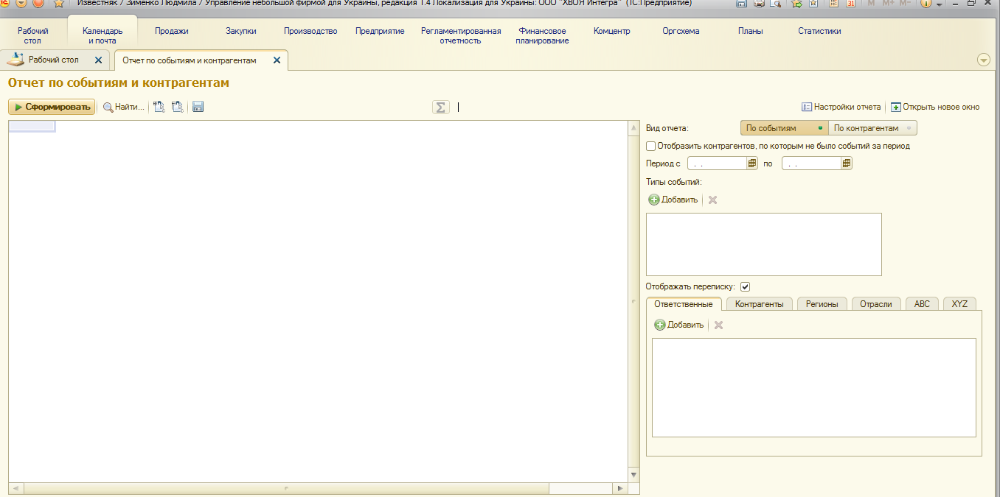 Известняк / Зименко Людмила / Управление небольшой фирмой для Украины, редакция 1.4 Локализация для Украины: ООО "ХВОЯ Интегра" (1С:Предприятие)
M M+ M-
Рабочий стол
Календарь и почта
Продажи
Закупки
Производство
Предприятие
Регламентированная отчетность
Финансовое планирование
Комцентр
Оргсхема
Планы
Статистики
Рабочий стол
Отчет по событиям и контрагентам
Отчет по событиям и контрагентам
Сформировать
Найти...
Σ
Настройки отчета
Открыть новое окно
Вид отчета:
По событиям
По контрагентам
Отобразить контрагентов, по которым не было событий за период
Период с . . по . .
Типы событий:
Добавить
Отображать переписку:
Ответственные
Контрагенты
Регионы
Отрасли
ABC
XYZ
Добавить